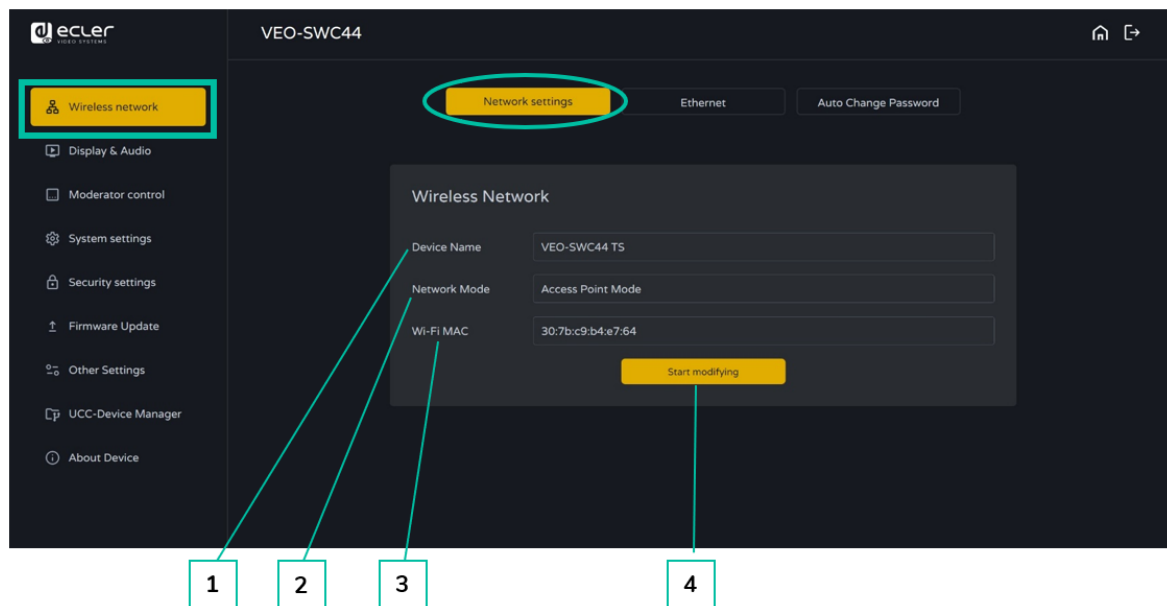 ecler
VIDEO SYSTEMS
VEO-SWC44
Wireless network
Display & Audio
Moderator control
System settings
Security settings
Firmware Update
Other Settings
UCC-Device Manager
About Device
Network settings
Ethernet
Auto Change Password
Wireless Network
Device Name VEO-SWC44 TS
Network Mode Access Point Mode
Wi-Fi MAC 30:7b:c9:b4:e7:64
Start modifying
1 2 3 4